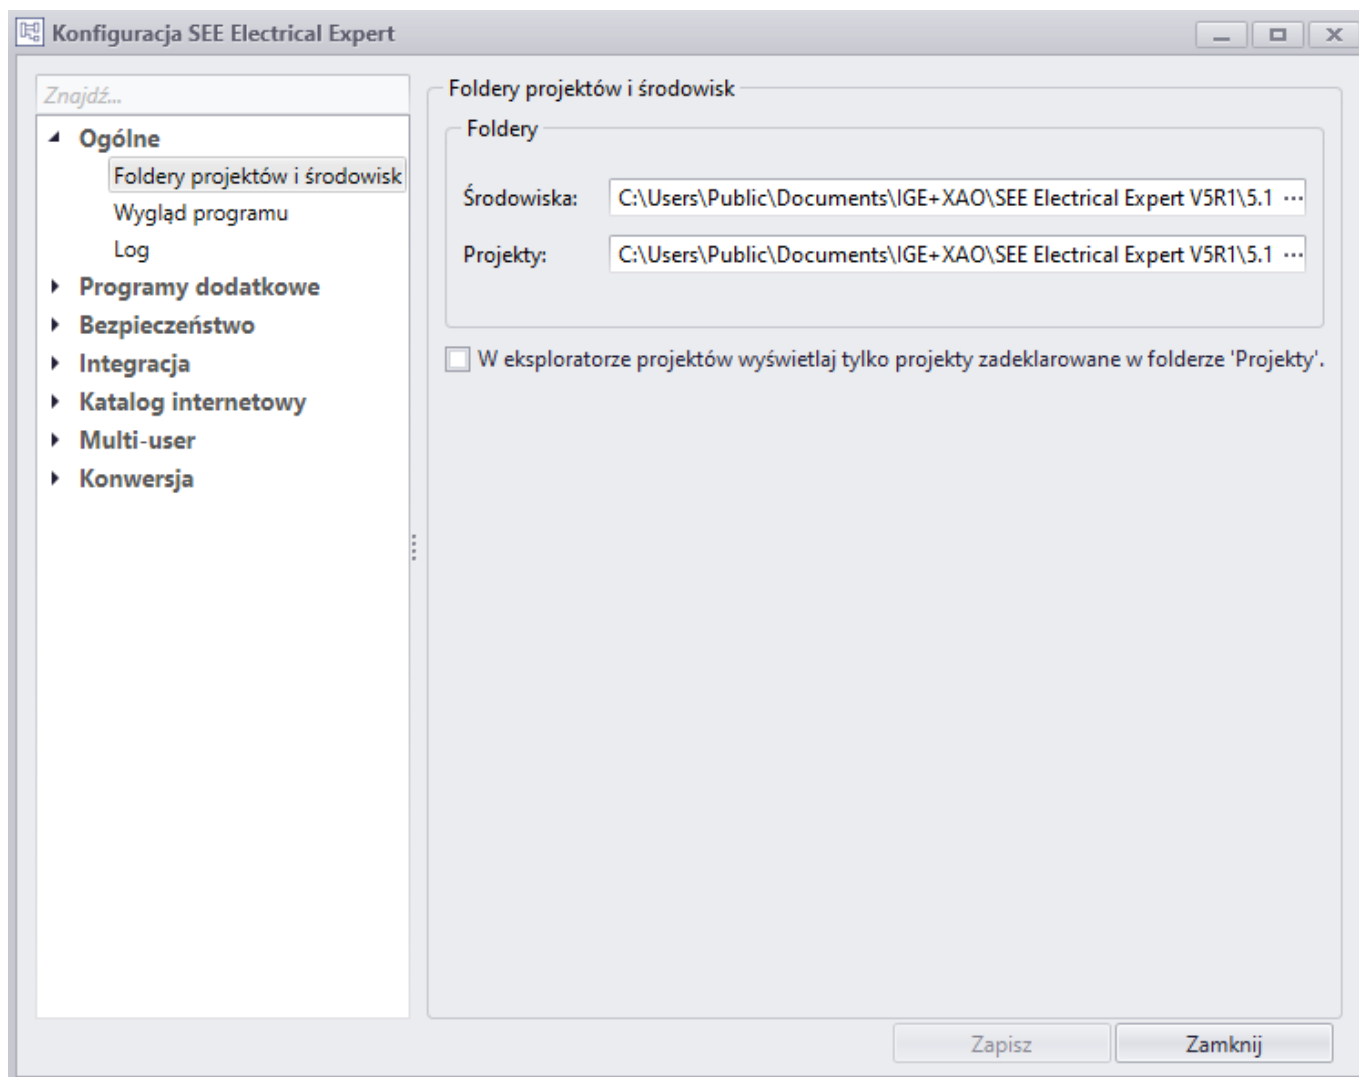 Konfiguracja SEE Electrical Expert
Znajdź...
Ogólne
Foldery projektów i środowisk
Wygląd programu
Log
Programy dodatkowe
Bezpieczeństwo
Integracja
Katalog internetowy
Multi-user
Konwersja
Foldery projektów i środowisk
Foldery
Środowiska: C:\Users\Public\Documents\IGE+XAO\SEE Electrical Expert V5R1\5.1 ...
Projekty: C:\Users\Public\Documents\IGE+XAO\SEE Electrical Expert V5R1\5.1 ...
W eksploratorze projektów wyświetlaj tylko projekty zadeklarowane w folderze 'Projekty'.
Zapisz Zamknij